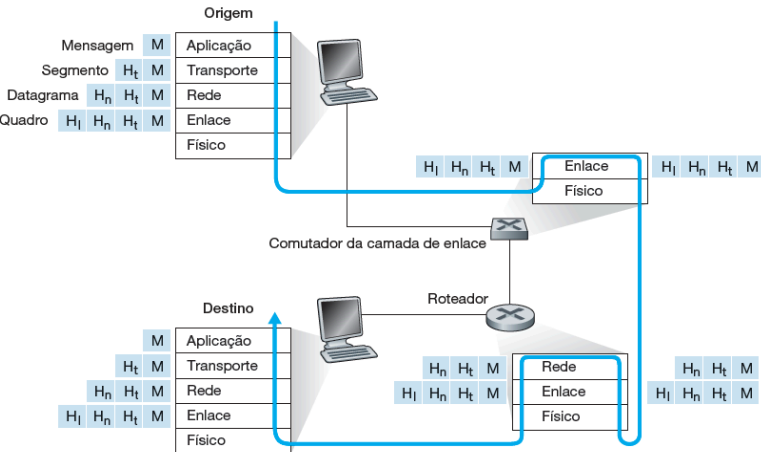 Origem
Mensagem M Aplicação
Segmento Ht M Transporte
Datagrama Hn Ht M Rede
Quadro Hl Hn Ht M Enlace
Físico
Hl Hn Ht M Enlace Hl Hn Ht M
Físico
Comutador da camada de enlace
Roteador
Destino
M Aplicação
Ht M Transporte
Hn Ht M Rede
Hl Hn Ht M Enlace
Físico
Hn Ht M Rede Hn Ht M
Hl Hn Ht M Enlace Hl Hn Ht M
Físico